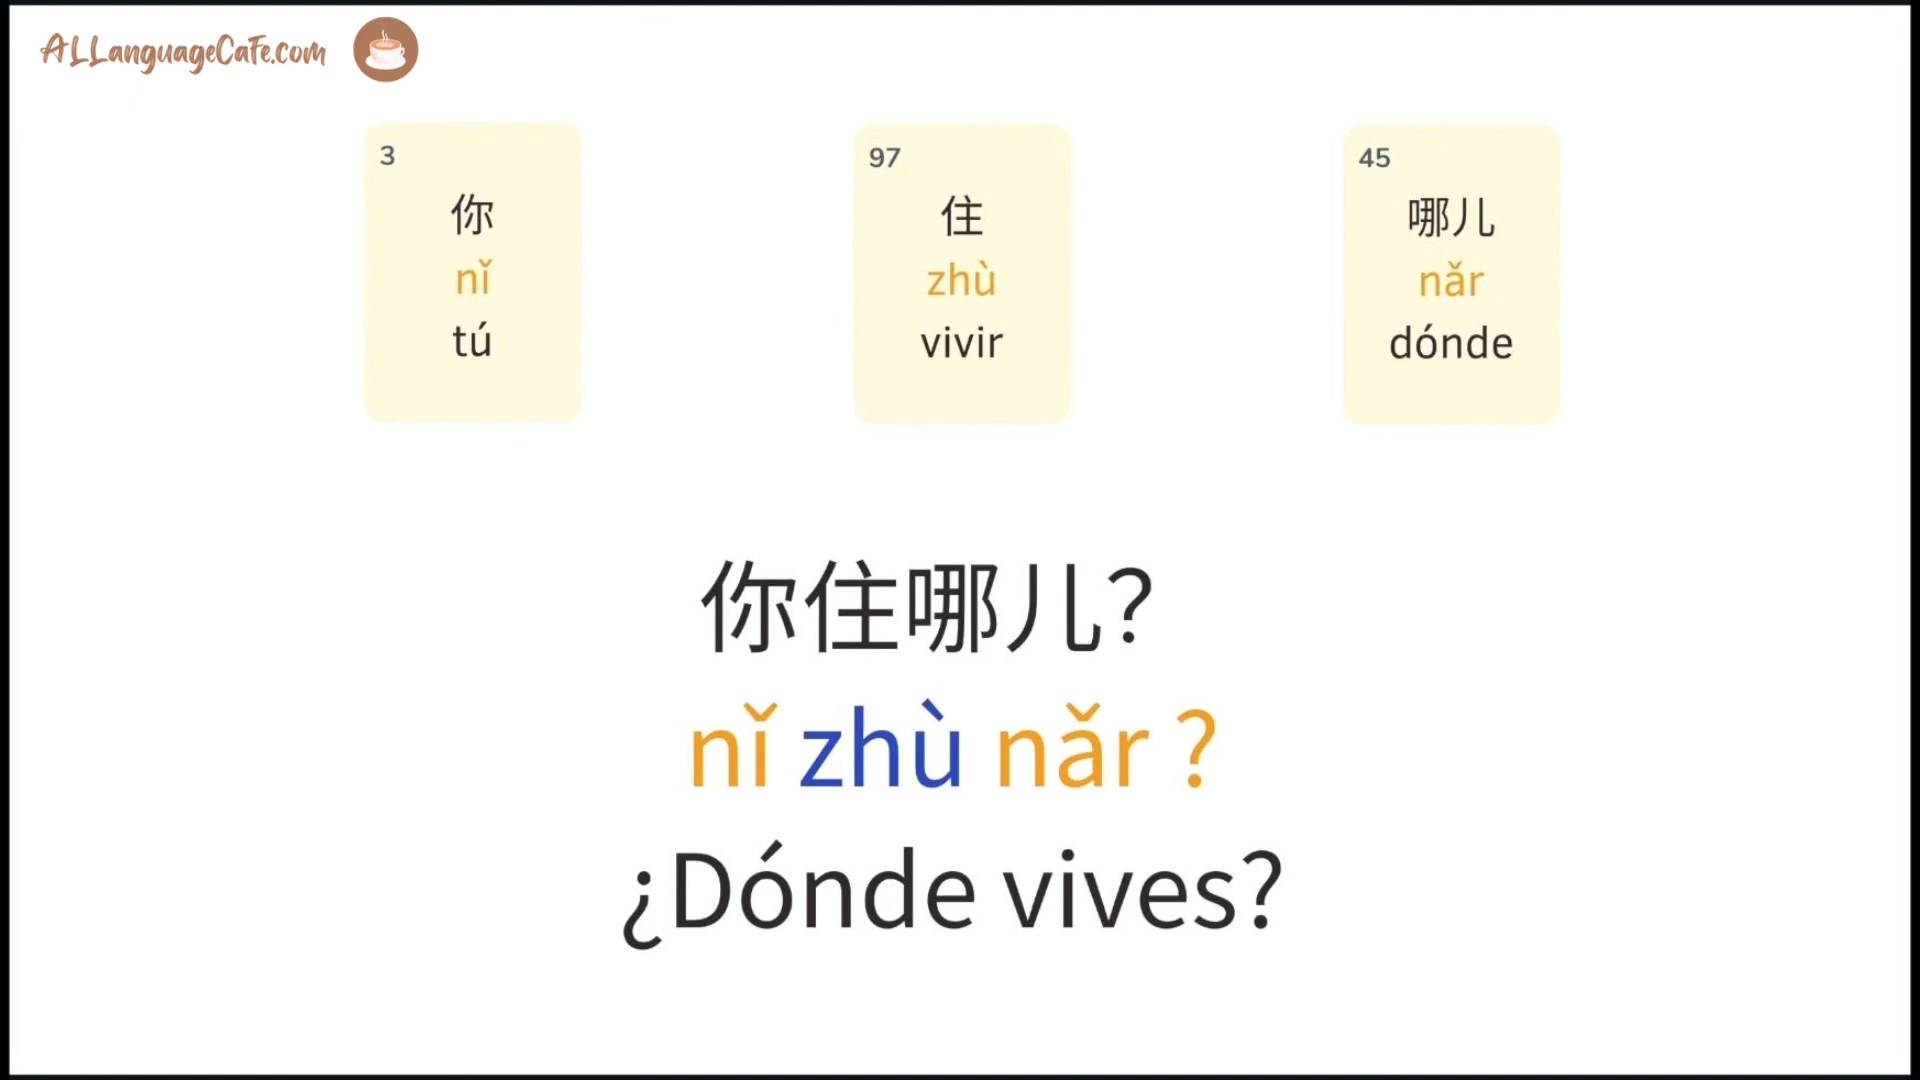 ALLanguageCafe.com
3
你
nǐ
tú
97
住
zhù
vivir
45
哪儿
nǎr
dónde
你住哪儿?
nǐ zhù nǎr ?
¿Dónde vives?